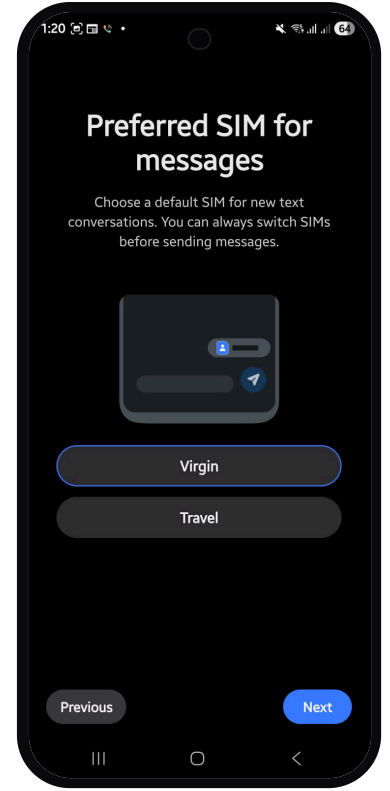 1:20
64
Preferred SIM for
messages
Choose a default SIM for new text
conversations. You can always switch SIMs
before sending messages.
Virgin
Travel
Previous
Next